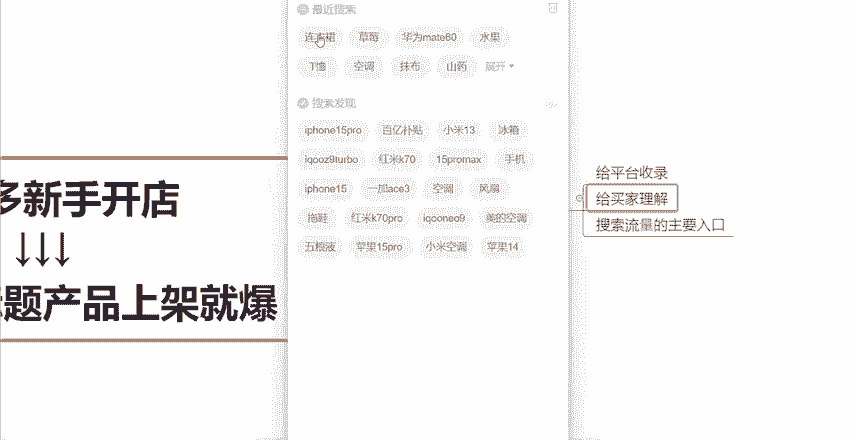 最近搜索
连衣裙 草莓 华为mate60 水果
T恤 空调 抹布 山药 展开
搜索发现
iphone15pro 百亿补贴 小米13 冰箱
iqooz9turbo 红米k70 15promax 手机
iphone15 一加ace3 空调 风扇
拖鞋 红米k70pro iqooneo9 美的空调
五粮液 苹果15pro 小米空调 苹果14
多新手开店
↓↓↓
题产品上架就爆
给平台收录
给买家理解
搜索流量的主要入口